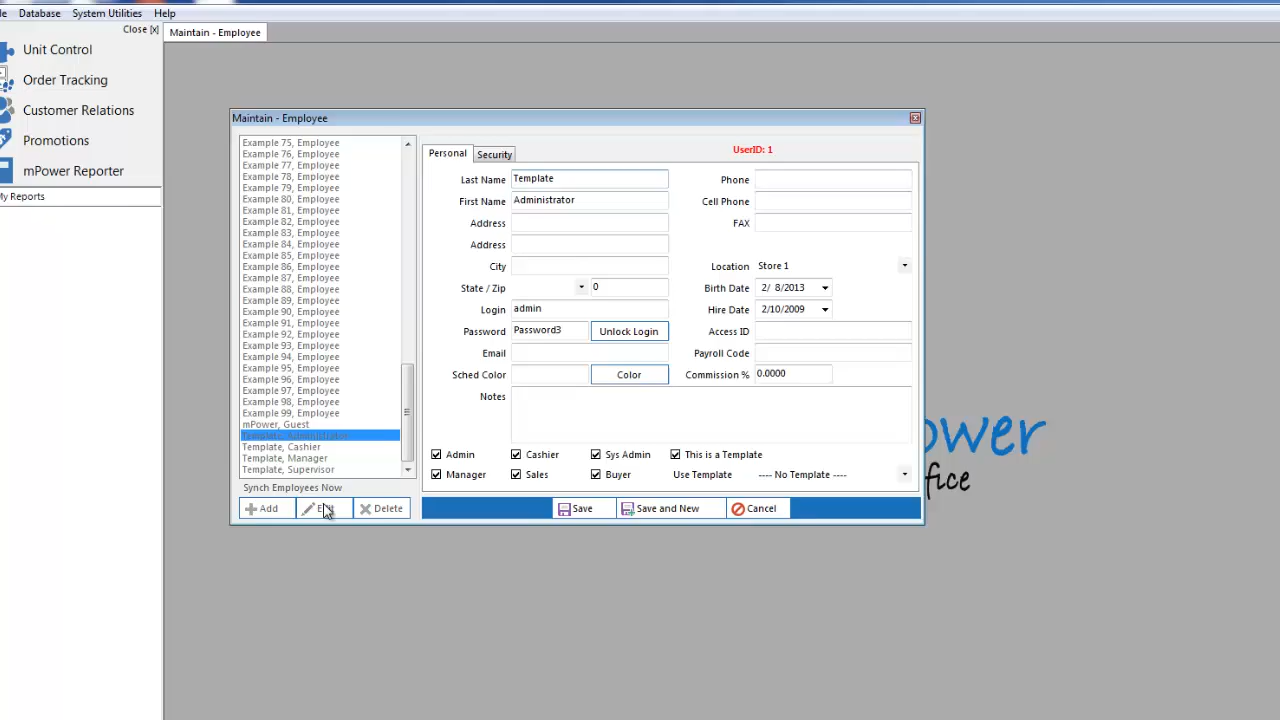 Database System Utilities Help
Close [X]
Maintain - Employee
Unit Control
Order Tracking
Customer Relations
Promotions
mPower Reporter
My Reports
Maintain - Employee
Example 75, Employee
Example 76, Employee
Example 77, Employee
Example 78, Employee
Example 79, Employee
Example 80, Employee
Example 81, Employee
Example 82, Employee
Example 83, Employee
Example 84, Employee
Example 85, Employee
Example 86, Employee
Example 87, Employee
Example 88, Employee
Example 89, Employee
Example 90, Employee
Example 91, Employee
Example 92, Employee
Example 93, Employee
Example 94, Employee
Example 95, Employee
Example 96, Employee
Example 97, Employee
Example 98, Employee
Example 99, Employee
mPower, Guest
Template, Administrator
Template, Cashier
Template, Manager
Template, Supervisor
Synch Employees Now
Add Edit Delete
Personal Security
UserID: 1
Last Name Template Phone
First Name Administrator Cell Phone
Address FAX
Address
City Location Store 1
State / Zip 0 Birth Date 2/ 8/2013
Login admin Hire Date 2/10/2009
Password Password3 Unlock Login Access ID
Email Payroll Code
Sched Color Color Commission % 0.0000
Notes
Admin Cashier Sys Admin This is a Template
Manager Sales Buyer Use Template ---- No Template ----
Save Save and New Cancel
ower
fice